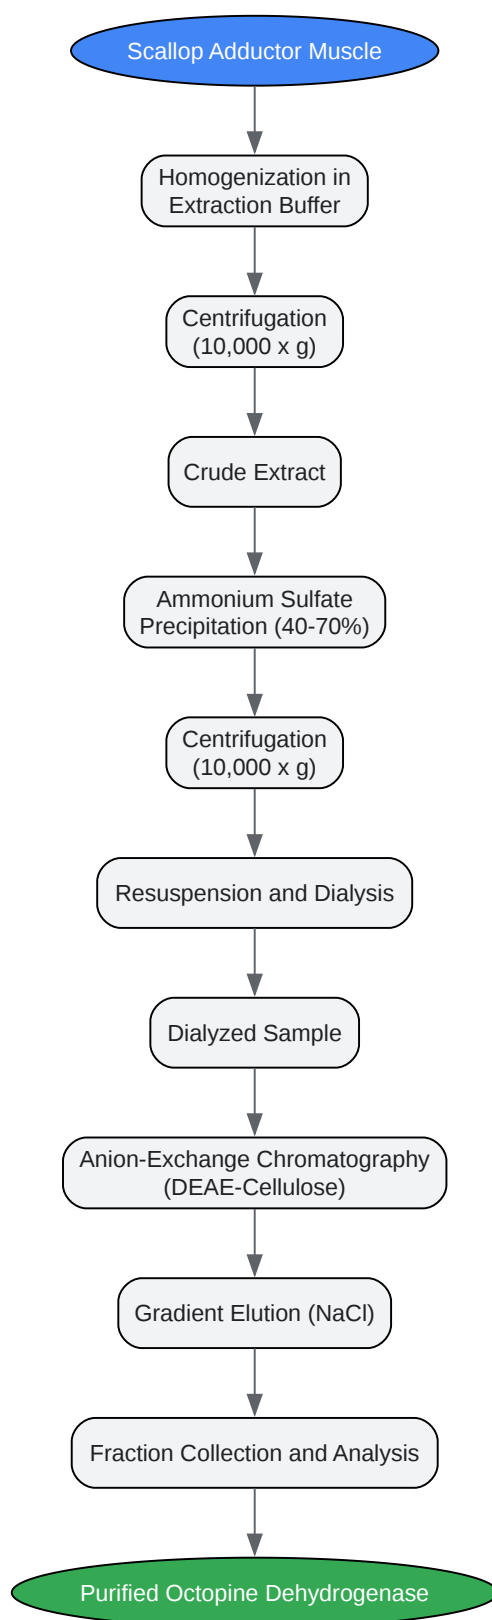 Scallop Adductor Muscle
Homogenization in
Extraction Buffer
Centrifugation
(10,000 x g)
Crude Extract
Ammonium Sulfate
Precipitation (40-70%)
Centrifugation
(10,000 x g)
Resuspension and Dialysis
Dialyzed Sample
Anion-Exchange Chromatography
(DEAE-Cellulose)
Gradient Elution (NaCl)
Fraction Collection and Analysis
Purified Octopine Dehydrogenase